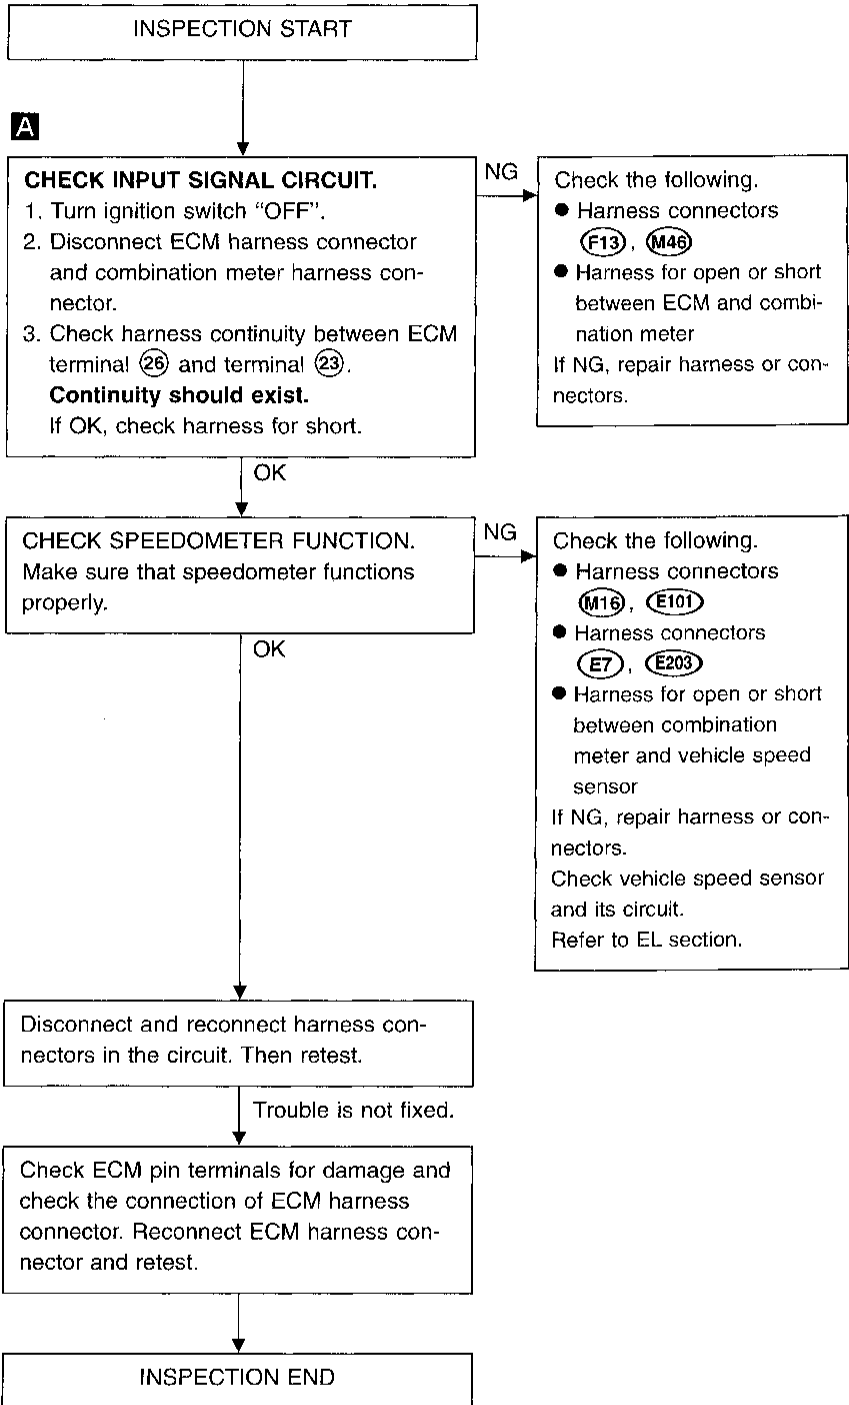 INSPECTION START
A
CHECK INPUT SIGNAL CIRCUIT.
1. Turn ignition switch “OFF”.
2. Disconnect ECM harness connector
and combination meter harness con-
nector.
3. Check harness continuity between ECM
terminal 26 and terminal 23.
Continuity should exist.
If OK, check harness for short.
NG
Check the following.
● Harness connectors
F13, M46
● Harness for open or short
between ECM and combi-
nation meter
If NG, repair harness or con-
nectors.
OK
CHECK SPEEDOMETER FUNCTION.
Make sure that speedometer functions
properly.
NG
Check the following.
● Harness connectors
M16, E101
● Harness connectors
E7, E203
● Harness for open or short
between combination
meter and vehicle speed
sensor
If NG, repair harness or con-
nectors.
Check vehicle speed sensor
and its circuit.
Refer to EL section.
OK
Disconnect and reconnect harness con-
nectors in the circuit. Then retest.
Trouble is not fixed.
Check ECM pin terminals for damage and
check the connection of ECM harness
connector. Reconnect ECM harness con-
nector and retest.
INSPECTION END